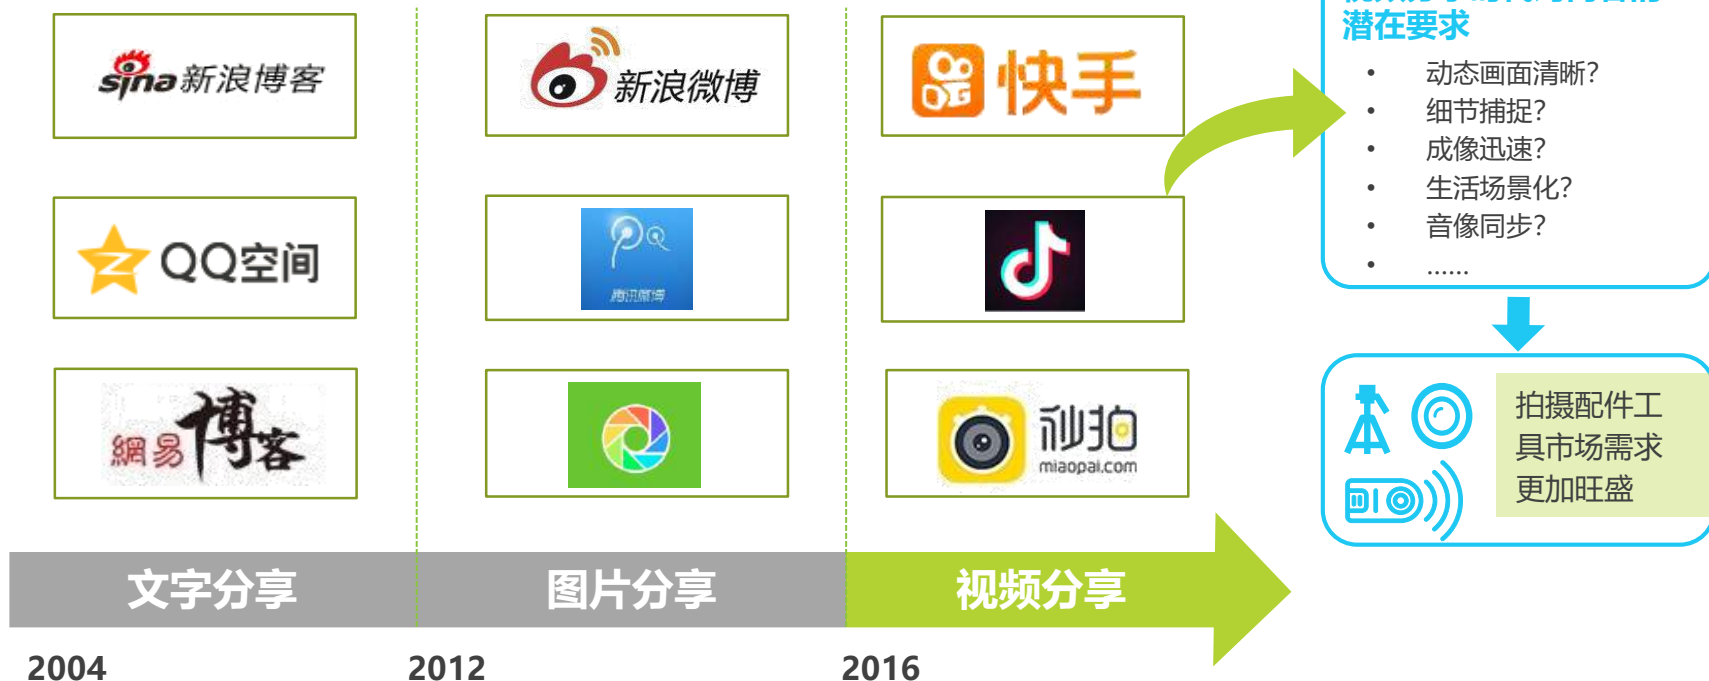 sina新浪博客
QQ空间
網易博客
新浪微博
腾讯微博
快手
秒拍
miaopai.com
潜在要求
• 动态画面清晰?
• 细节捕捉?
• 成像迅速?
• 生活场景化?
• 音像同步?
• ......
拍摄配件工
具市场需求
更加旺盛
文字分享
图片分享
视频分享
2004
2012
2016